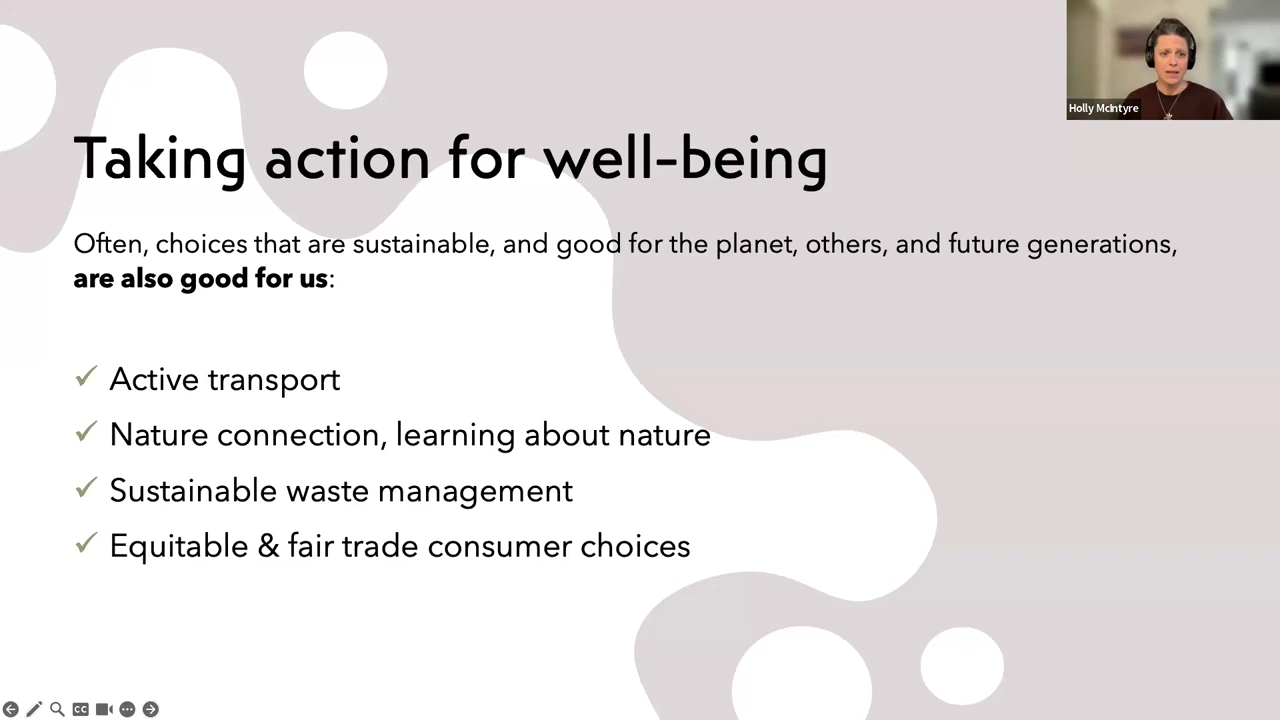 Holly McIntyre
Taking action for well-being
Often, choices that are sustainable, and good for the planet, others, and future generations,
are also good for us:
✓ Active transport
✓ Nature connection, learning about nature
✓ Sustainable waste management
✓ Equitable & fair trade consumer choices
CC